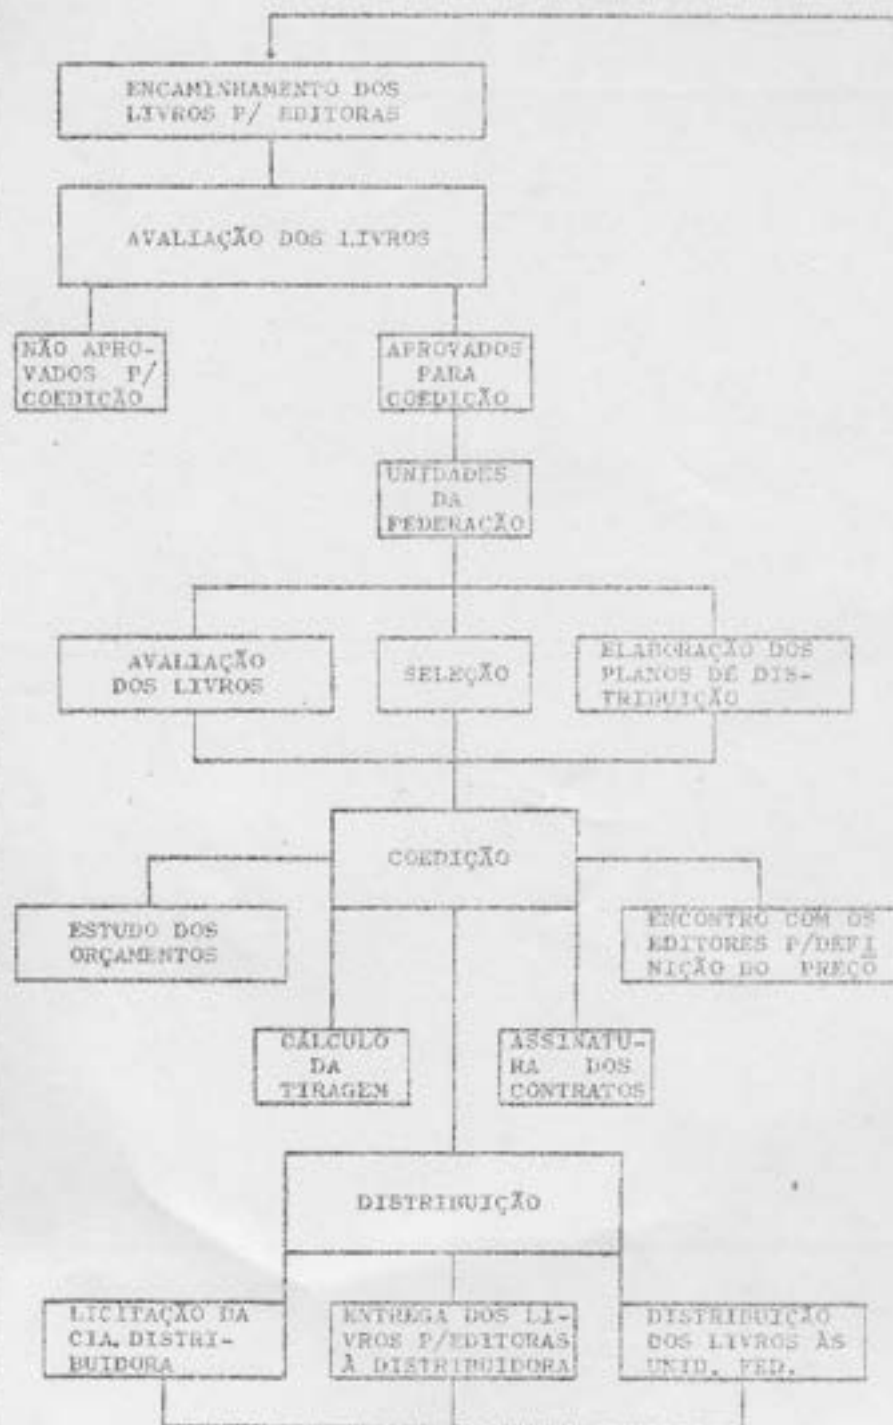 ENCAMINHAMENTO DOS
LIVROS P/ EDITORAS
AVALIAÇÃO DOS LIVROS
NÃO APRO-
VADOS P/
COEDIÇÃO
APROVADOS
PARA
COEDIÇÃO
UNIDADES
DA
FEDERAÇÃO
AVALIAÇÃO
DOS LIVROS
SELEÇÃO
ELABORAÇÃO DOS
PLANOS DE DIS-
TRIBUIÇÃO
COEDIÇÃO
ESTUDO DOS
ORÇAMENTOS
ENCONTRO COM OS
EDITORES P/DEFI
NIÇÃO DO PREÇO
CÁLCULO
DA
TIRAGEM
ASSINATU-
RA DOS
CONTRATOS
DISTRIBUIÇÃO
LICITAÇÃO DA
CIA. DISTRI-
BUIDORA
ENTREGA DOS LI-
VROS P/EDITORAS
À DISTRIBUIDORA
DISTRIBUIÇÃO
DOS LIVROS ÀS
UNID. FED.